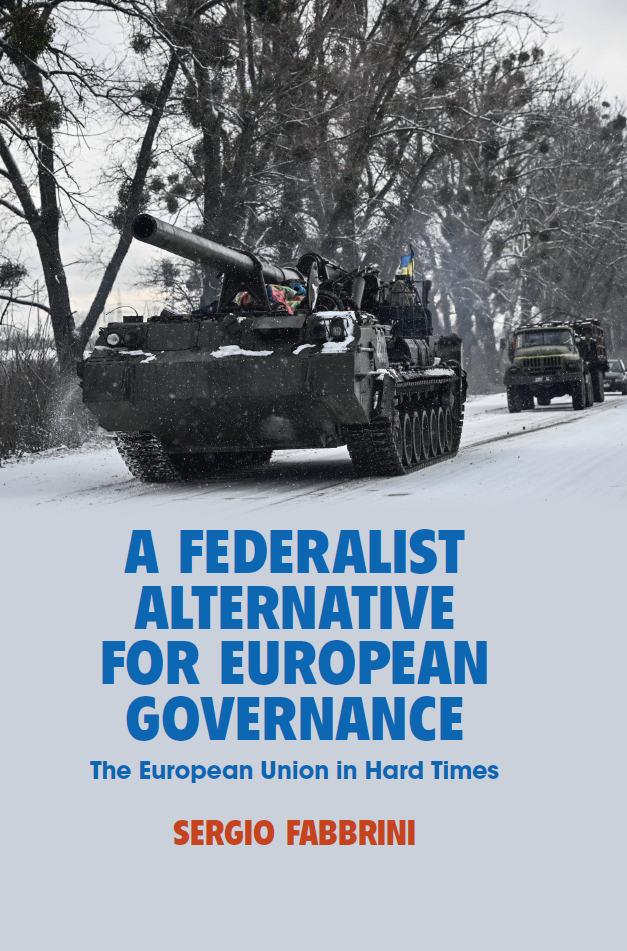 A FEDERALIST
ALTERNATIVE
FOR EUROPEAN
GOVERNANCE
The European Union in Hard Times
SERGIO FABBRINI